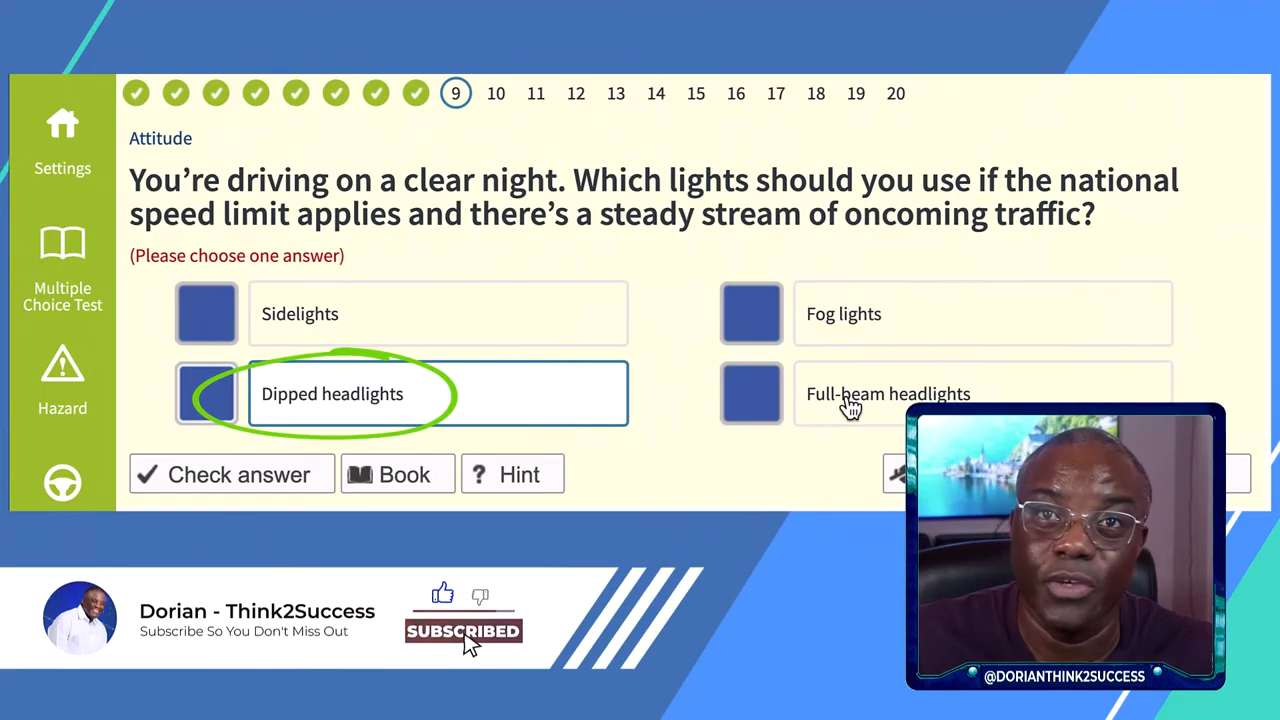 9 10 11 12 13 14 15 16 17 18 19 20
Settings
Multiple
Choice Test
Hazard
Attitude
You’re driving on a clear night. Which lights should you use if the national
speed limit applies and there’s a steady stream of oncoming traffic?
(Please choose one answer)
Sidelights
Fog lights
Dipped headlights
Full-beam headlights
Check answer
Book
? Hint
Dorian - Think2Success
Subscribe So You Don't Miss Out
SUBSCRIBED
@DORIANTHINK2SUCCESS